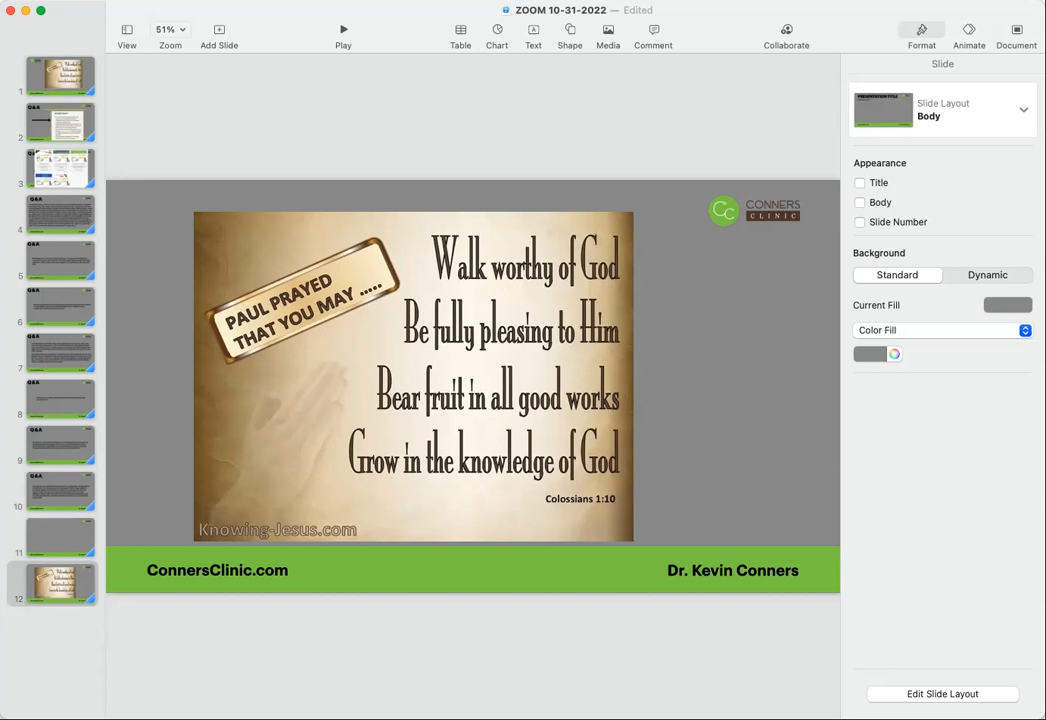 ZOOM 10-31-2022 — Edited
51%
View
Zoom
Add Slide
Play
Table
Chart
Text
Shape
Media
Comment
Collaborate
Format
Animate
Document
1
Q&A
2
3
Q&A
4
Q&A
5
Q&A
6
Q&A
7
Q&A
8
Q&A
9
Q&A
10
11
12
CC CONNERS
CLINIC
PAUL PRAYED
THAT YOU MAY .....
Walk worthy of God
Be fully pleasing to Him
Bear fruit in all good works
Grow in the knowledge of God
Colossians 1:10
Knowing-Jesus.com
ConnersClinic.com
Dr. Kevin Conners
Slide
PRESENTATION TITLE
Slide Layout
Body
Appearance
Title
Body
Slide Number
Background
Standard
Dynamic
Current Fill
Color Fill
Edit Slide Layout